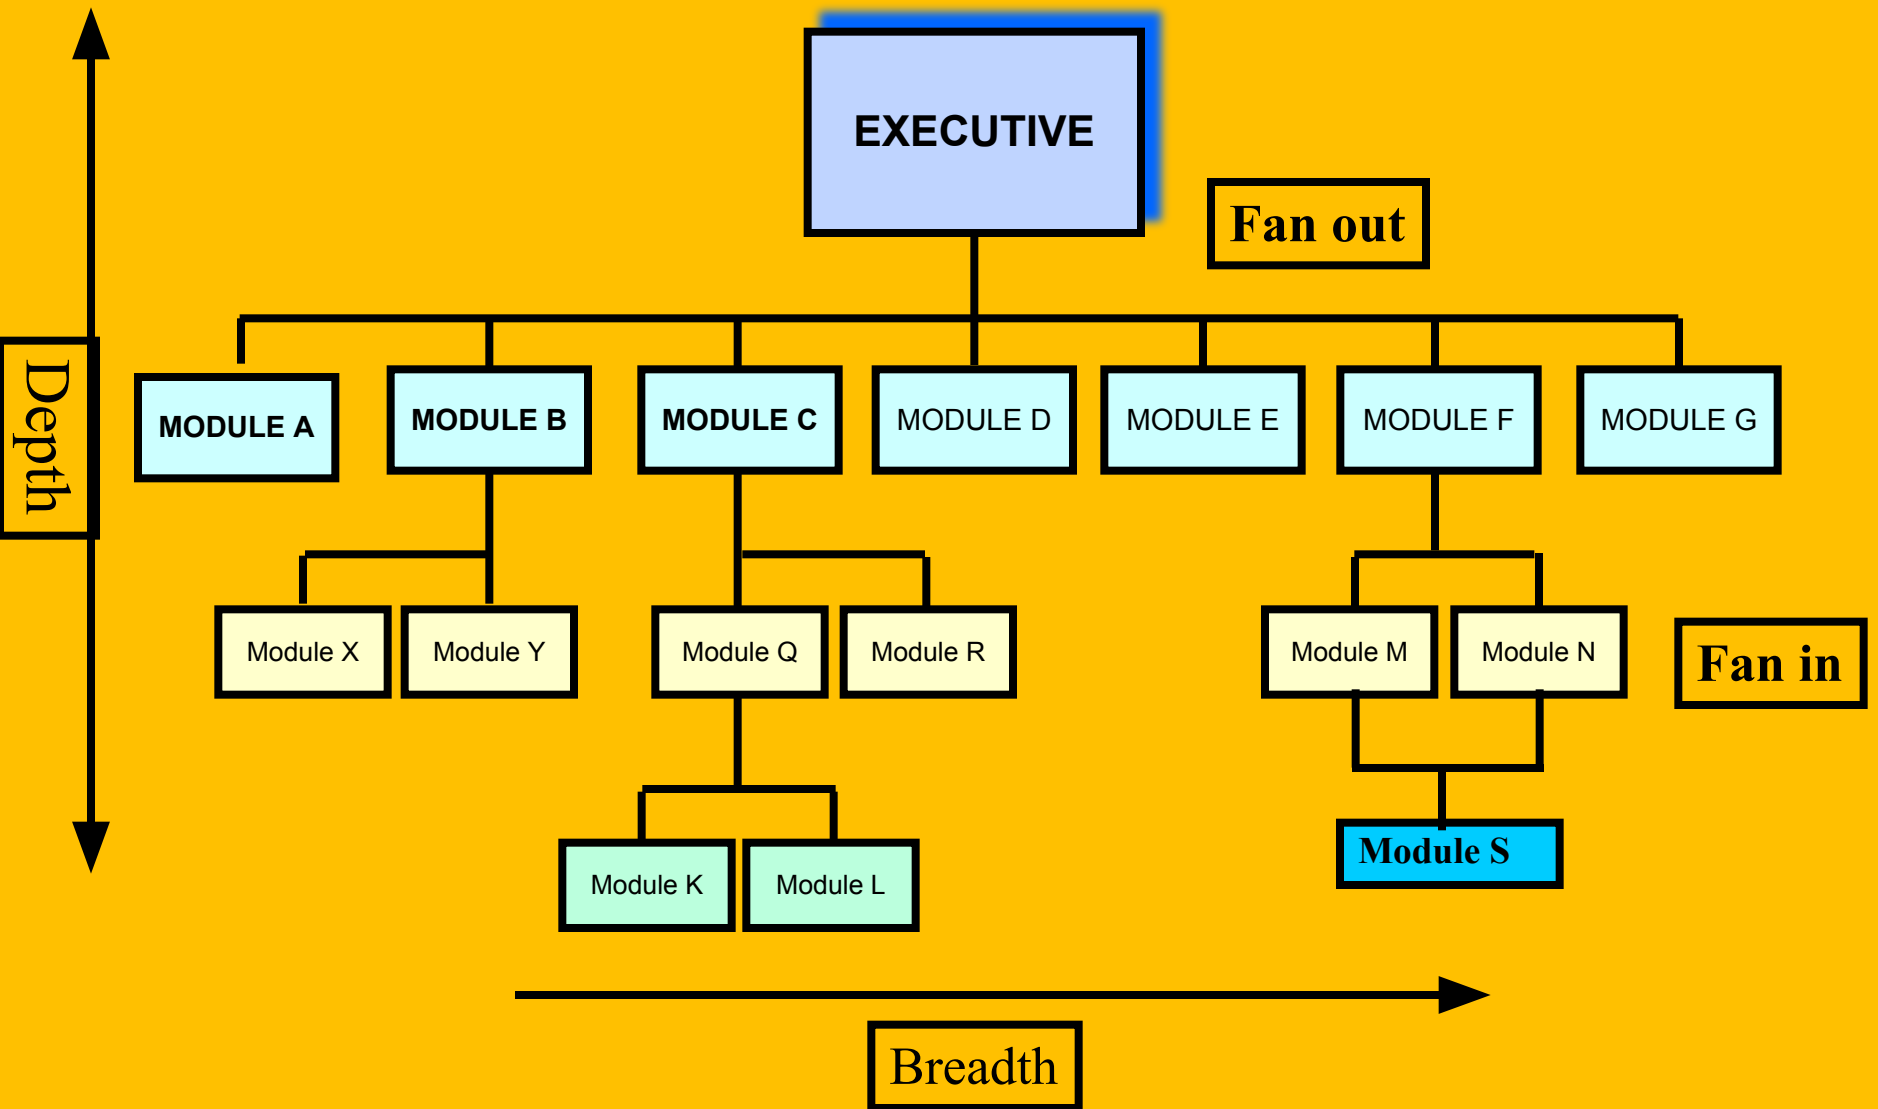 EXECUTIVE
Fan out
Depth
MODULE A
MODULE B
MODULE C
MODULE D
MODULE E
MODULE F
MODULE G
Module X
Module Y
Module Q
Module R
Module M
Module N
Fan in
Module K
Module L
Module S
Breadth